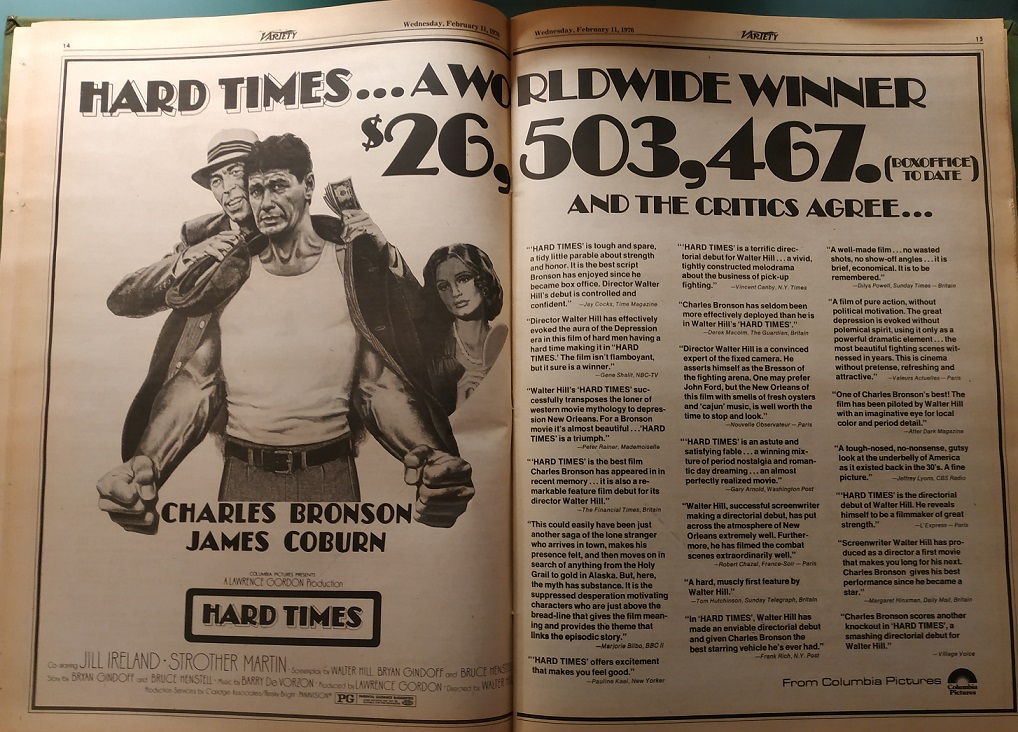 14
VARIETY
Wednesday, February 11, 1976
Wednesday, February 11, 1976
VARIETY
15
HARD TIMES...A WORLDWIDE WINNER
$26,503,467.
(BOXOFFICE
TO DATE)
AND THE CRITICS AGREE...
CHARLES BRONSON
JAMES COBURN
COLUMBIA PICTURES PRESENTS
A LAWRENCE GORDON Production
HARD TIMES
Co-starring JILL IRELAND · STROTHER MARTIN · Screenplay by WALTER HILL BRYAN GINDOFF and BRUCE HENST
Story by BRYAN GINDOFF and BRUCE HENSTELL · Music by BARRY De VORZON · Produced by LAWRENCE GORDON · Directed by WALTER H
Production Services by PANAVISION®
PG PARENTAL GUIDANCE SUGGESTED
"'HARD TIMES' is tough and spare,
a tidy little parable about strength
and honor. It is the best script
Bronson has enjoyed since he
became box office. Director Walter
Hill's debut is controlled and
confident." —Jay Cocks, Time Magazine
"Director Walter Hill has effectively
evoked the aura of the Depression
era in this film of hard men having a
hard time making it in "HARD
TIMES.' The film isn't flamboyant,
but it sure is a winner."
—Gene Shalit, NBC-TV
"Walter Hill's 'HARD TIMES' suc-
cessfully transposes the loner of
western movie mythology to depres-
sion New Orleans. For a Bronson
movie it's almost beautiful...'HARD
TIMES' is a triumph."
—Peter Rainer, Mademoiselle
"'HARD TIMES' is the best film
Charles Bronson has appeared in in
recent memory...it is also a re-
markable feature film debut for its
director Walter Hill."
—The Financial Times, Britain
"This could easily have been just
another saga of the lone stranger
who arrives in town, makes his
presence felt, and then moves on in
search of anything from the Holy
Grail to gold in Alaska. But, here,
the myth has substance. It is the
suppressed desperation motivating
characters who are just above the
bread-line that gives the film mean-
ing and provides the theme that
links the episodic story."
—Marjorie Bilbo, BBC II
"'HARD TIMES' offers excitement
that makes you feel good."
—Pauline Kael, New Yorker
"'HARD TIMES' is a terrific direc-
torial debut for Walter Hill...a vivid,
tightly constructed melodrama
about the business of pick-up
fighting." —Vincent Canby, N.Y. Times
"Charles Bronson has seldom been
more effectively deployed than he is
in Walter Hill's 'HARD TIMES'."
—Derek Malcolm, The Guardian, Britain
"Director Walter Hill is a convinced
expert of the fixed camera. He
asserts himself as the Bresson of
the fighting arena. One may prefer
John Ford, but the New Orleans of
this film with smells of fresh oysters
and 'cajun' music, is well worth the
time to stop and look."
—Nouvelle Observateur — Paris
"'HARD TIMES' is an astute and
satisfying fable...a winning mix-
ture of period nostalgia and roman-
tic day dreaming...an almost
perfectly realized movie."
—Gary Arnold, Washington Post
"Walter Hill, successful screenwriter
making a directorial debut, has put
across the atmosphere of New
Orleans extremely well. Further-
more, he has filmed the combat
scenes extraordinarily well."
—Robert Chazal, France-Soir — Paris
"A hard, muscly first feature by
Walter Hill."
—Tom Hutchinson, Sunday Telegraph, Britain
"In 'HARD TIMES', Walter Hill has
made an enviable directorial debut
and given Charles Bronson the
best starring vehicle he's ever had."
—Frank Rich, N.Y. Post
"A well-made film...no wasted
shots, no show-off angles...it is
brief, economical. It is to be
remembered."
—Dilys Powell, Sunday Times — Britain
"A film of pure action, without
political motivation. The great
depression is evoked without
polemical spirit, using it only as a
powerful dramatic element...the
most beautiful fighting scenes wit-
nessed in years. This is cinema
without pretense, refreshing and
attractive." —Valeurs Actuelles — Paris
"One of Charles Bronson's best! The
film has been piloted by Walter Hill
with an imaginative eye for local
color and period detail."
—After Dark Magazine
"A tough-nosed, no-nonsense, gutsy
look at the underbelly of America
as it existed back in the 30's. A fine
picture." —Jeffrey Lyons, CBS Radio
"'HARD TIMES' is the directorial
debut of Walter Hill. He reveals
himself to be a filmmaker of great
strength." —L'Express — Paris
"Screenwriter Walter Hill has pro-
duced as a director a first movie
that makes you long for his next.
Charles Bronson gives his best
performance since he became a
star."
—Margaret Hinxman, Daily Mail, Britain
"Charles Bronson scores another
knockout in 'HARD TIMES', a
smashing directorial debut for
Walter Hill."
—Village Voice
From Columbia Pictures
Columbia
Pictures